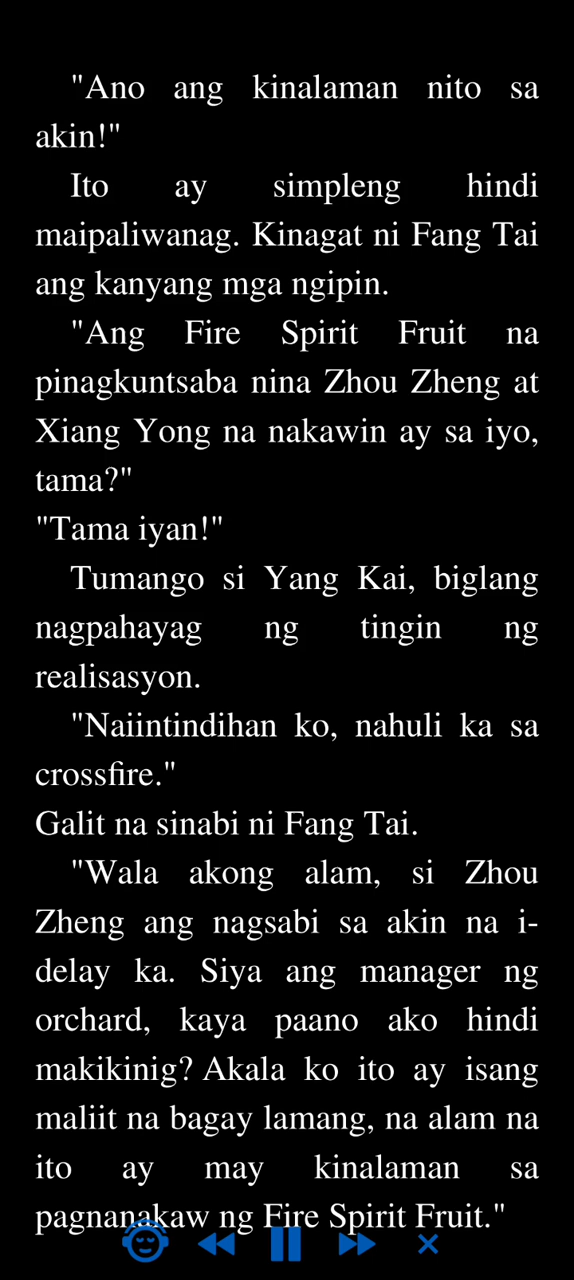 "Ano ang kinalaman nito sa
akin!"
Ito ay simpleng hindi
maipaliwanag. Kinagat ni Fang Tai
ang kanyang mga ngipin.
"Ang Fire Spirit Fruit na
pinagkuntsaba nina Zhou Zheng at
Xiang Yong na nakawin ay sa iyo,
tama?"
"Tama iyan!"
Tumango si Yang Kai, biglang
nagpahayag ng tingin ng
realisasyon.
"Naiintindihan ko, nahuli ka sa
crossfire."
Galit na sinabi ni Fang Tai.
"Wala akong alam, si Zhou
Zheng ang nagsabi sa akin na i-
delay ka. Siya ang manager ng
orchard, kaya paano ako hindi
makikinig? Akala ko ito ay isang
maliit na bagay lamang, na alam na
ito ay may kinalaman sa
pagnanakaw ng Fire Spirit Fruit."